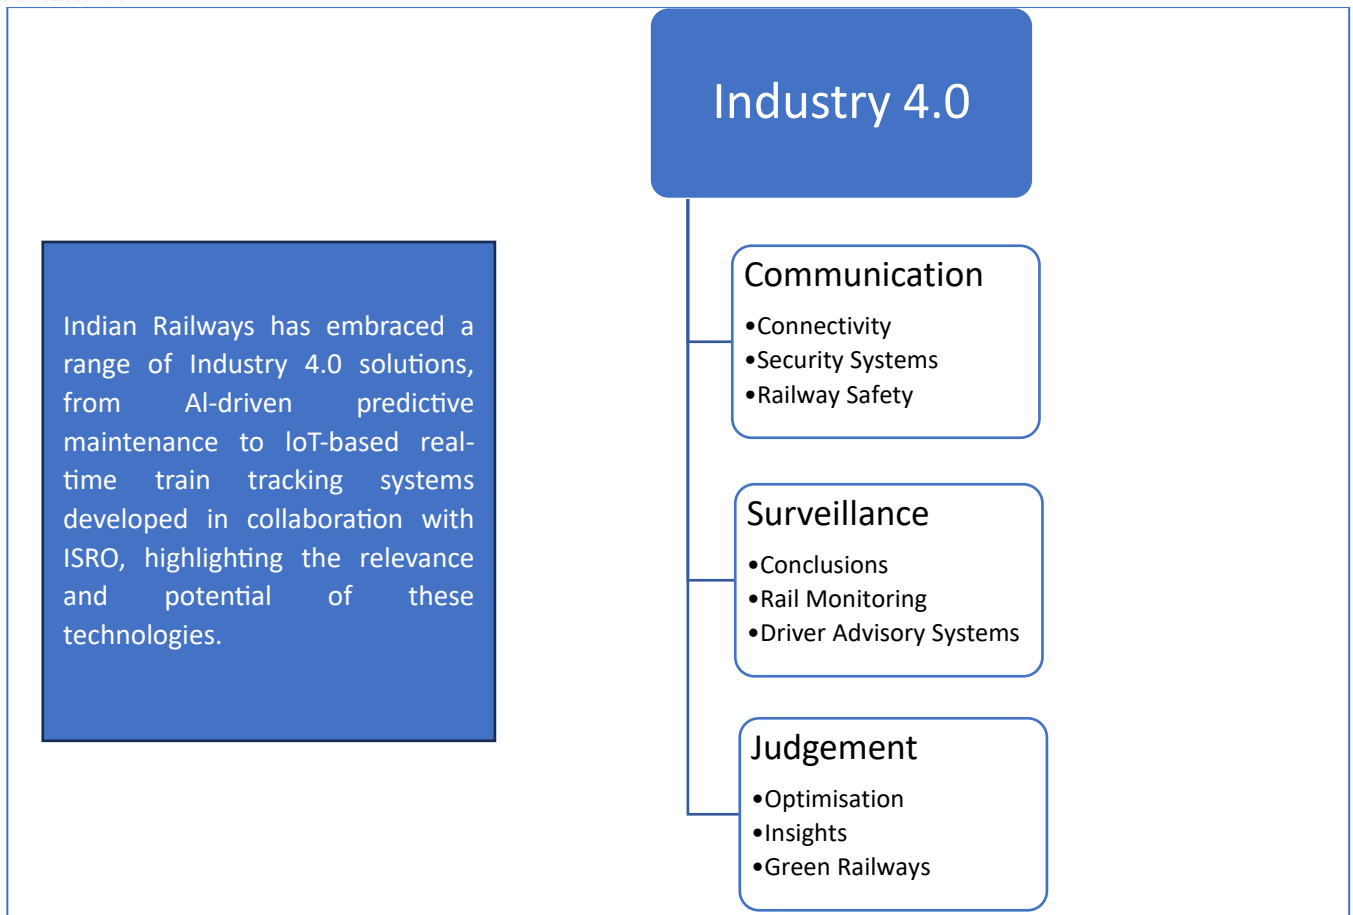 Industry 4.0
Indian Railways has embraced a
range of Industry 4.0 solutions,
from Al-driven predictive
maintenance to loT-based real-
time train tracking systems
developed in collaboration with
ISRO, highlighting the relevance
and potential of these
technologies.
Communication
•Connectivity
•Security Systems
•Railway Safety
Surveillance
•Conclusions
•Rail Monitoring
•Driver Advisory Systems
Judgement
•Optimisation
•Insights
•Green Railways